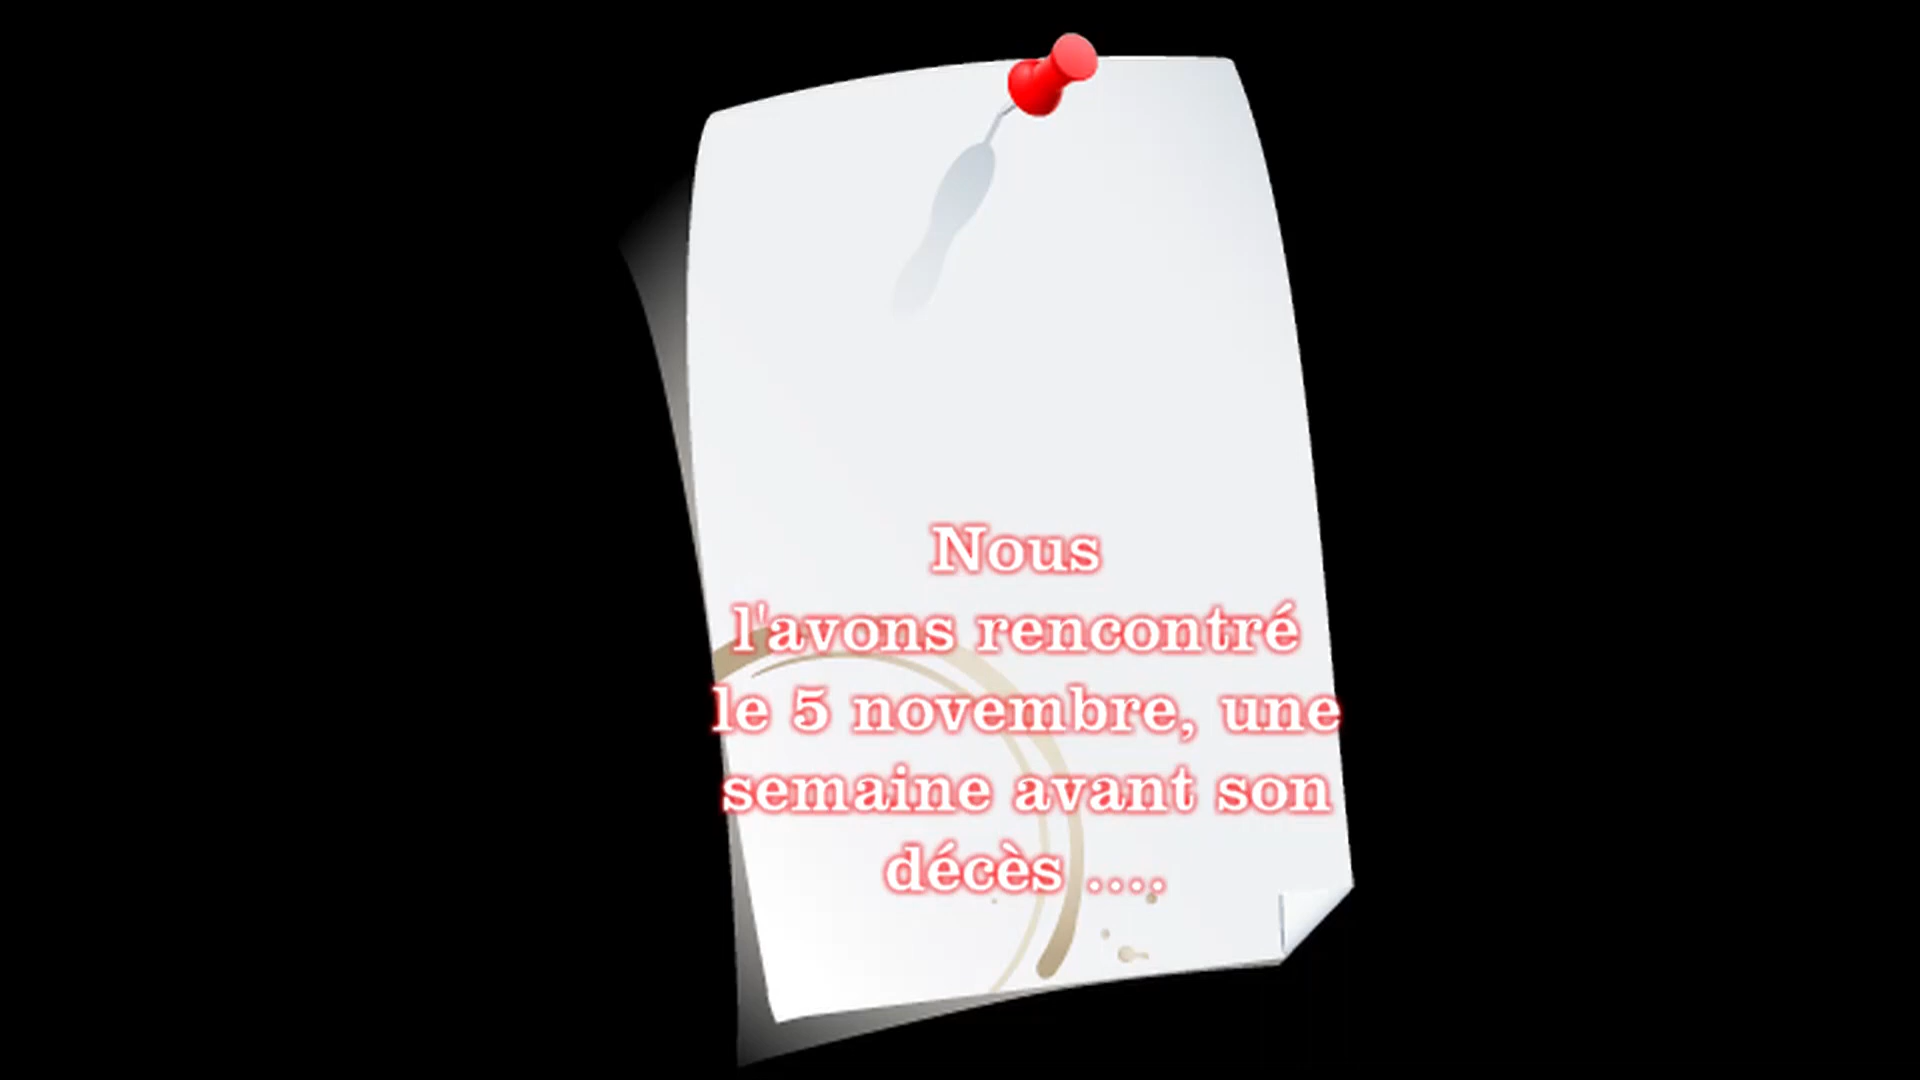 Nous
l'avons rencontré
le 5 novembre, une
semaine avant son
décès ....